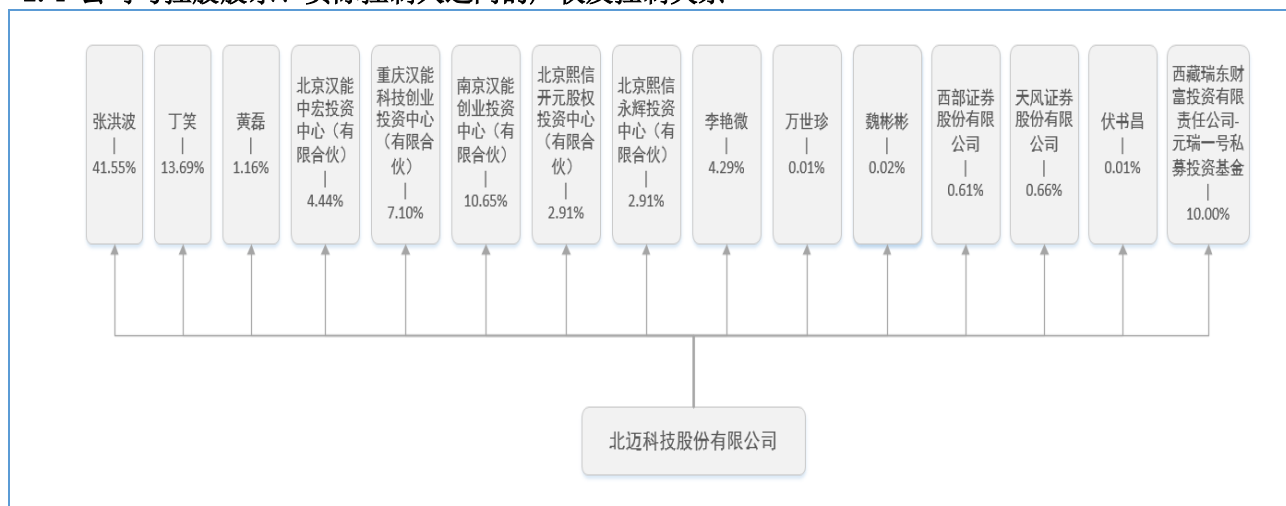 张洪波
|
41.55%
丁笑
|
13.69%
黄磊
|
1.16%
北京汉能
中宏投资
中心（有
限合伙）
|
4.44%
重庆汉能
科技创业
投资中心
（有限合
伙）
|
7.10%
南京汉能
创业投资
中心（有
限合伙）
|
10.65%
北京熙信
开元股权
投资中心
（有限合
伙）
|
2.91%
北京熙信
永辉投资
中心（有
限合伙）
|
2.91%
李艳微
|
4.29%
万世珍
|
0.01%
魏彬彬
|
0.02%
西部证券
股份有限
公司
|
0.61%
天风证券
股份有限
公司
|
0.66%
伏书昌
|
0.01%
西藏瑞东财
富投资有限
责任公司-
元瑞一号私
募投资基金
|
10.00%
北迈科技股份有限公司